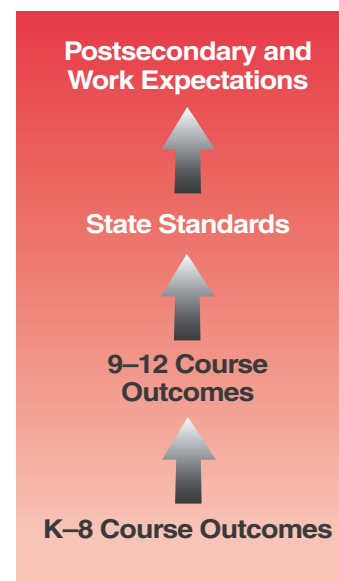 Postsecondary and
Work Expectations
State Standards
9–12 Course
Outcomes
K–8 Course Outcomes